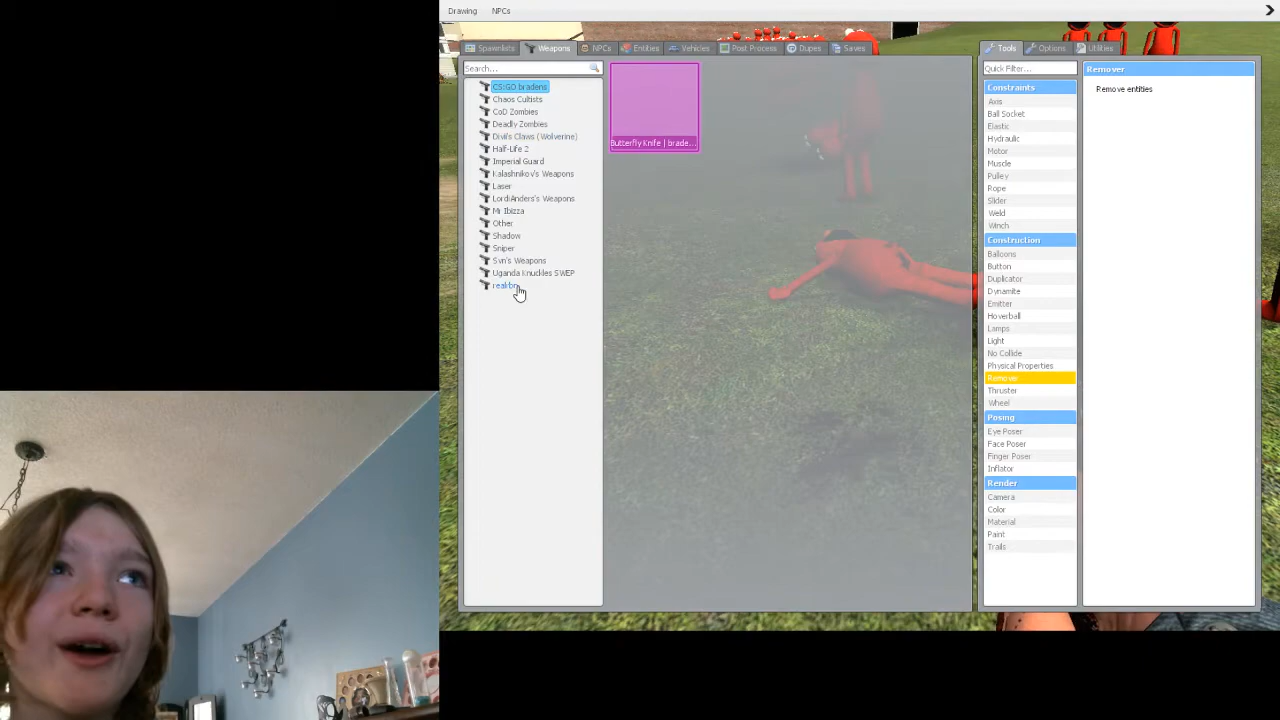 Drawing NPCs
Spawnlists Weapons NPCs Entities Vehicles Post Process Dupes Saves
Search...
CS:GO bradens
Chaos Cultists
CoD Zombies
Deadly Zombies
Divii's Claws (Wolverine)
Half-Life 2
Imperial Guard
Kalashnikov's Weapons
Laser
LordiAnders's Weapons
Mr Ibizza
Other
Shadow
Sniper
Svn's Weapons
Uganda Knuckles SWEP
Butterfly Knife | brade...
Tools Options Utilities
Quick Filter...
Constraints
Axis
Ball Socket
Elastic
Hydraulic
Motor
Muscle
Pulley
Rope
Slider
Weld
Winch
Construction
Balloons
Button
Duplicator
Dynamite
Emitter
Hoverball
Lamps
Light
No Collide
Physical Properties
Remover
Thruster
Wheel
Posing
Eye Poser
Face Poser
Finger Poser
Inflator
Render
Camera
Color
Material
Paint
Trails
Remover
Remove entities